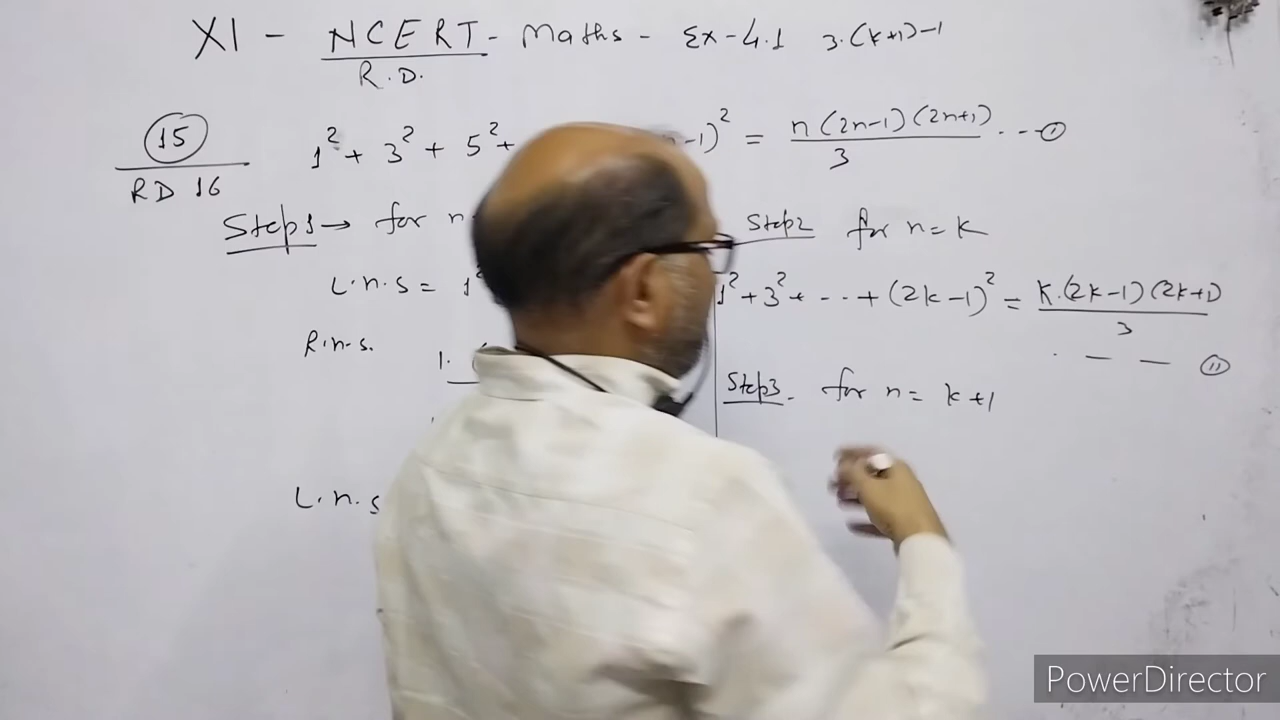 XI - NCERT - Maths - Ex-4.1 3.(k+1)-1
R.D.
15 1² + 3² + 5² + -1)² = n(2n-1)(2n+1)/3 --- ①
RD 16
Step1 → for n
L.h.s = 1²
R.h.s. 1.
L.h.s
Step2 for n=k
1²+3²+ --- +(2k-1)² = k.(2k-1)(2k+1)/3
. — — ⑪
Step3. for n= k+1
PowerDirector